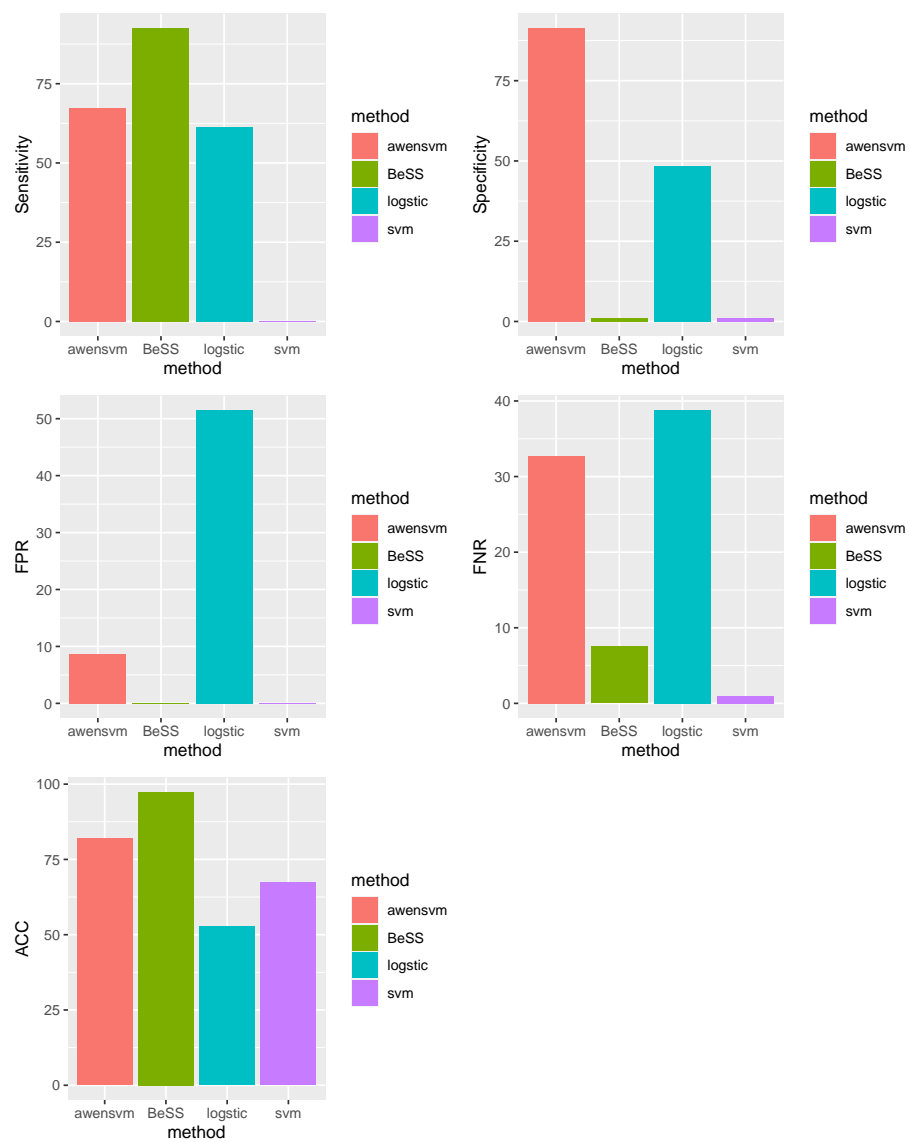 Sensitivity
75
50
25
0
awensvm BeSS logstic svm
method
method
awensvm
BeSS
logstic
svm
Specificity
75
50
25
0
awensvm BeSS logstic svm
method
method
awensvm
BeSS
logstic
svm
FPR
50
40
30
20
10
0
awensvm BeSS logstic svm
method
method
awensvm
BeSS
logstic
svm
FNR
40
30
20
10
0
awensvm BeSS logstic svm
method
method
awensvm
BeSS
logstic
svm
ACC
100
75
50
25
0
awensvm BeSS logstic svm
method
method
awensvm
BeSS
logstic
svm